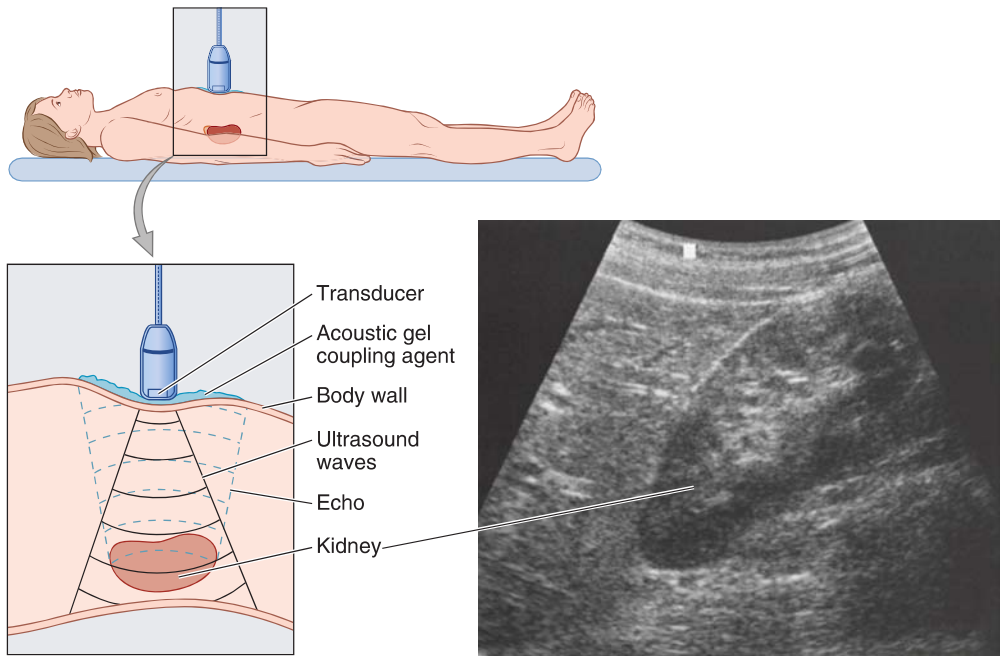 Transducer
Acoustic gel
coupling agent
Body wall
Ultrasound
waves
Echo
Kidney